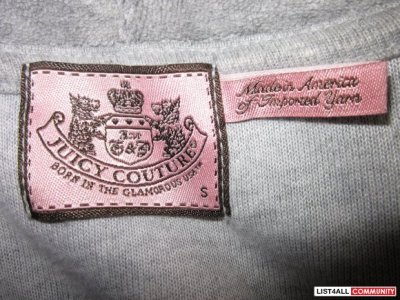 JUICY COUTURE
BORN IN THE GLAMOROUS USA
S
Made in America
of Imported Yarn
LIST4ALL COMMUNITY